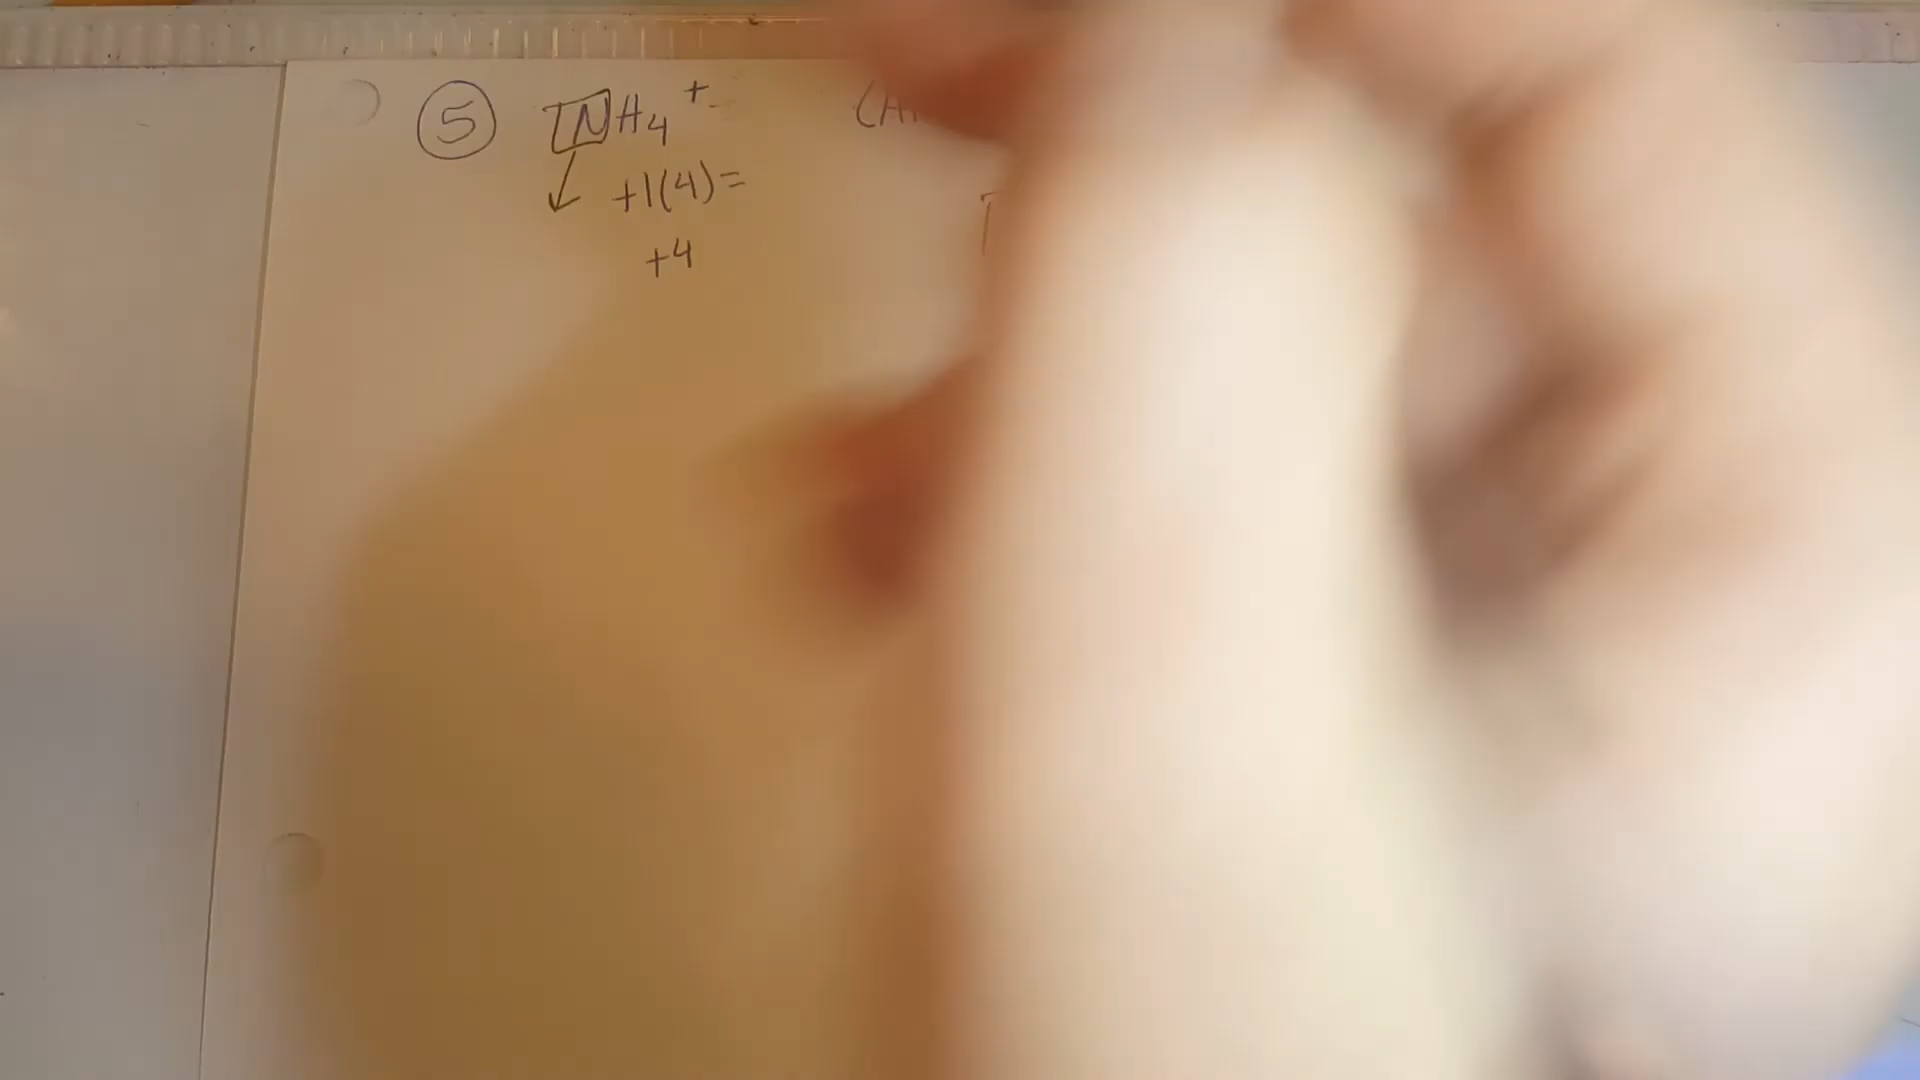 ⑤ NH₄⁺ (A
+1(4)=
+4